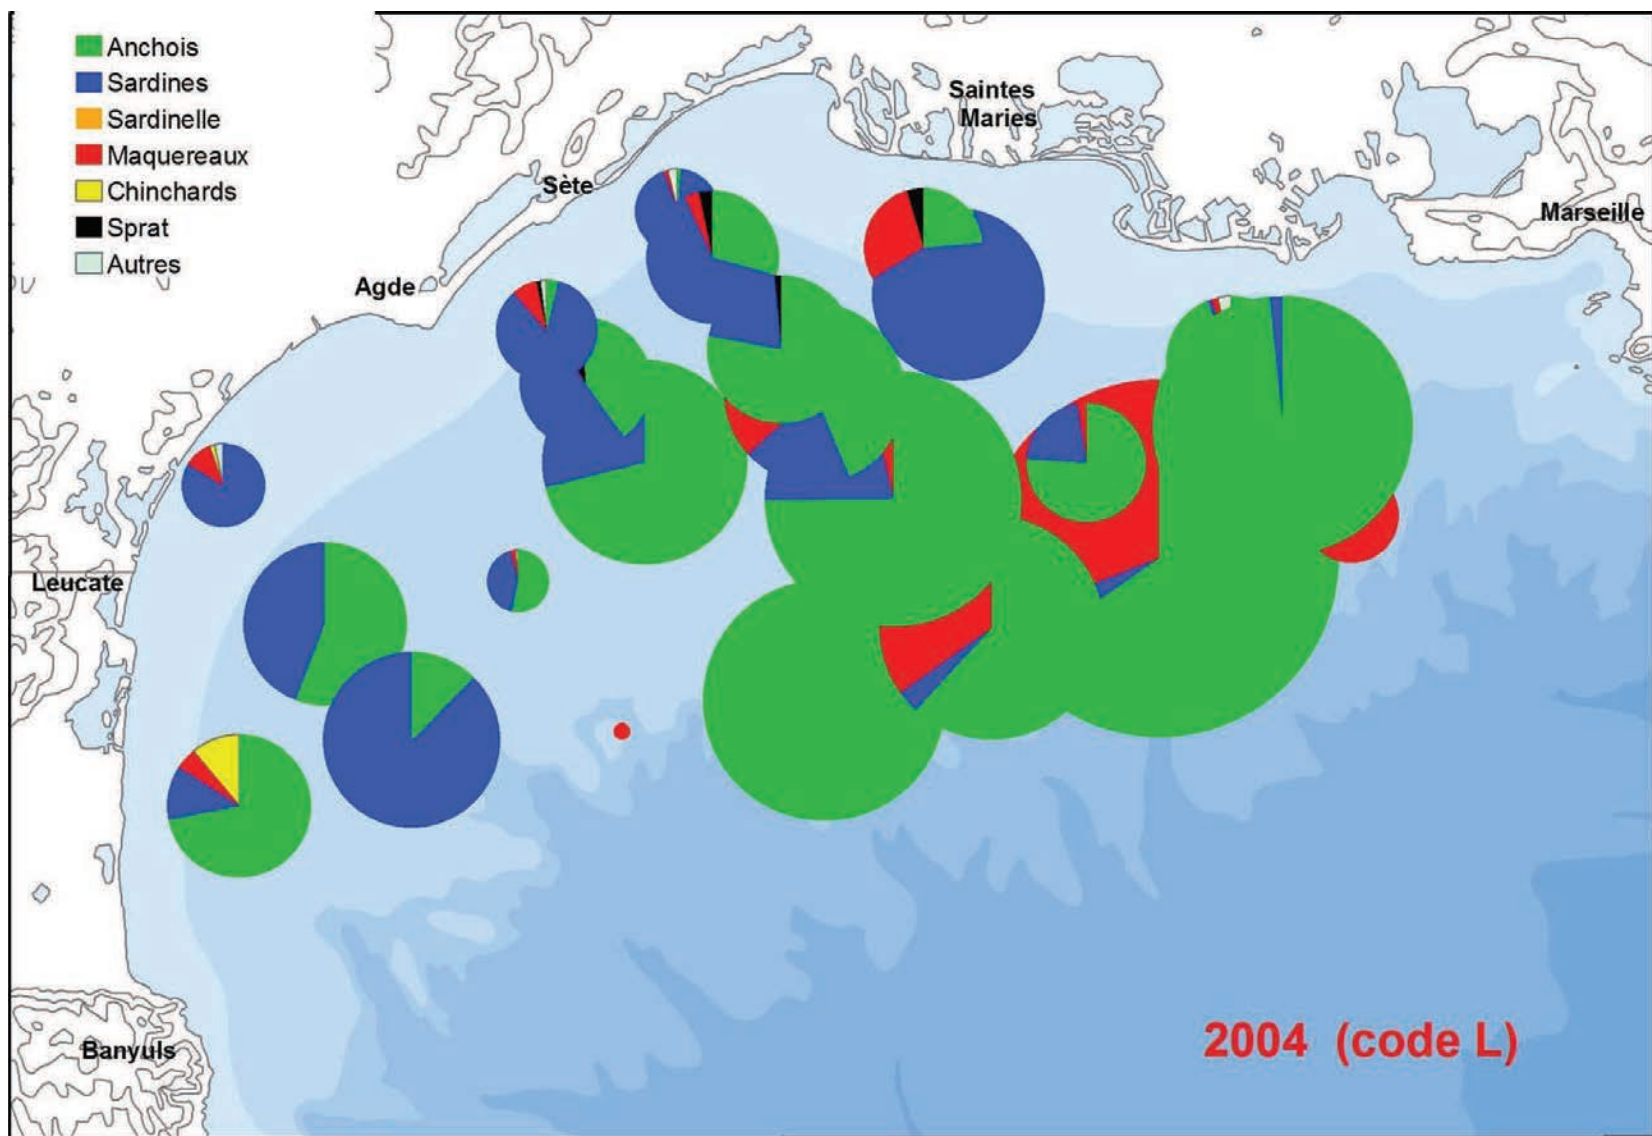 Anchois
Sardines
Sardinelle
Maquereaux
Chinchards
Sprat
Autres
Saintes
Maries
Sète
Marseille
Agde
Leucate
Banyuls
2004 (code L)